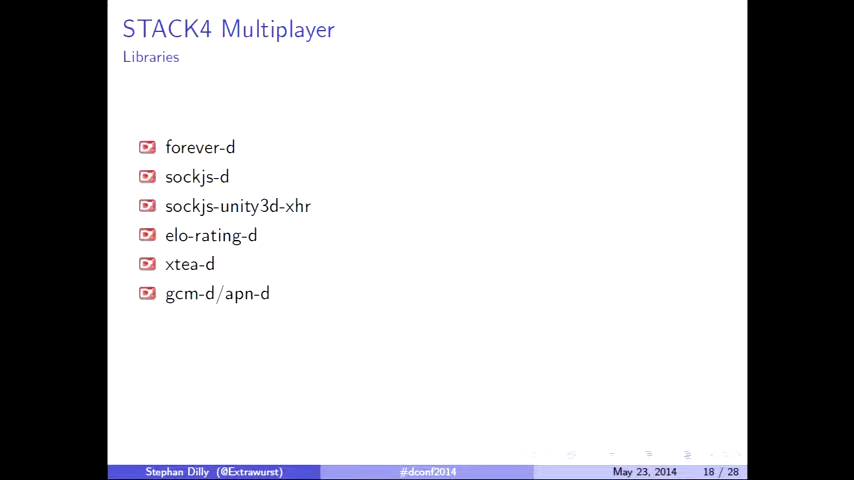 STACK4 Multiplayer
Libraries
forever-d
sockjs-d
sockjs-unity3d-xhr
elo-rating-d
xtea-d
gcm-d/apn-d
Stephan Dilly (@Extrawurst) #dconf2014 May 23, 2014 18 / 28